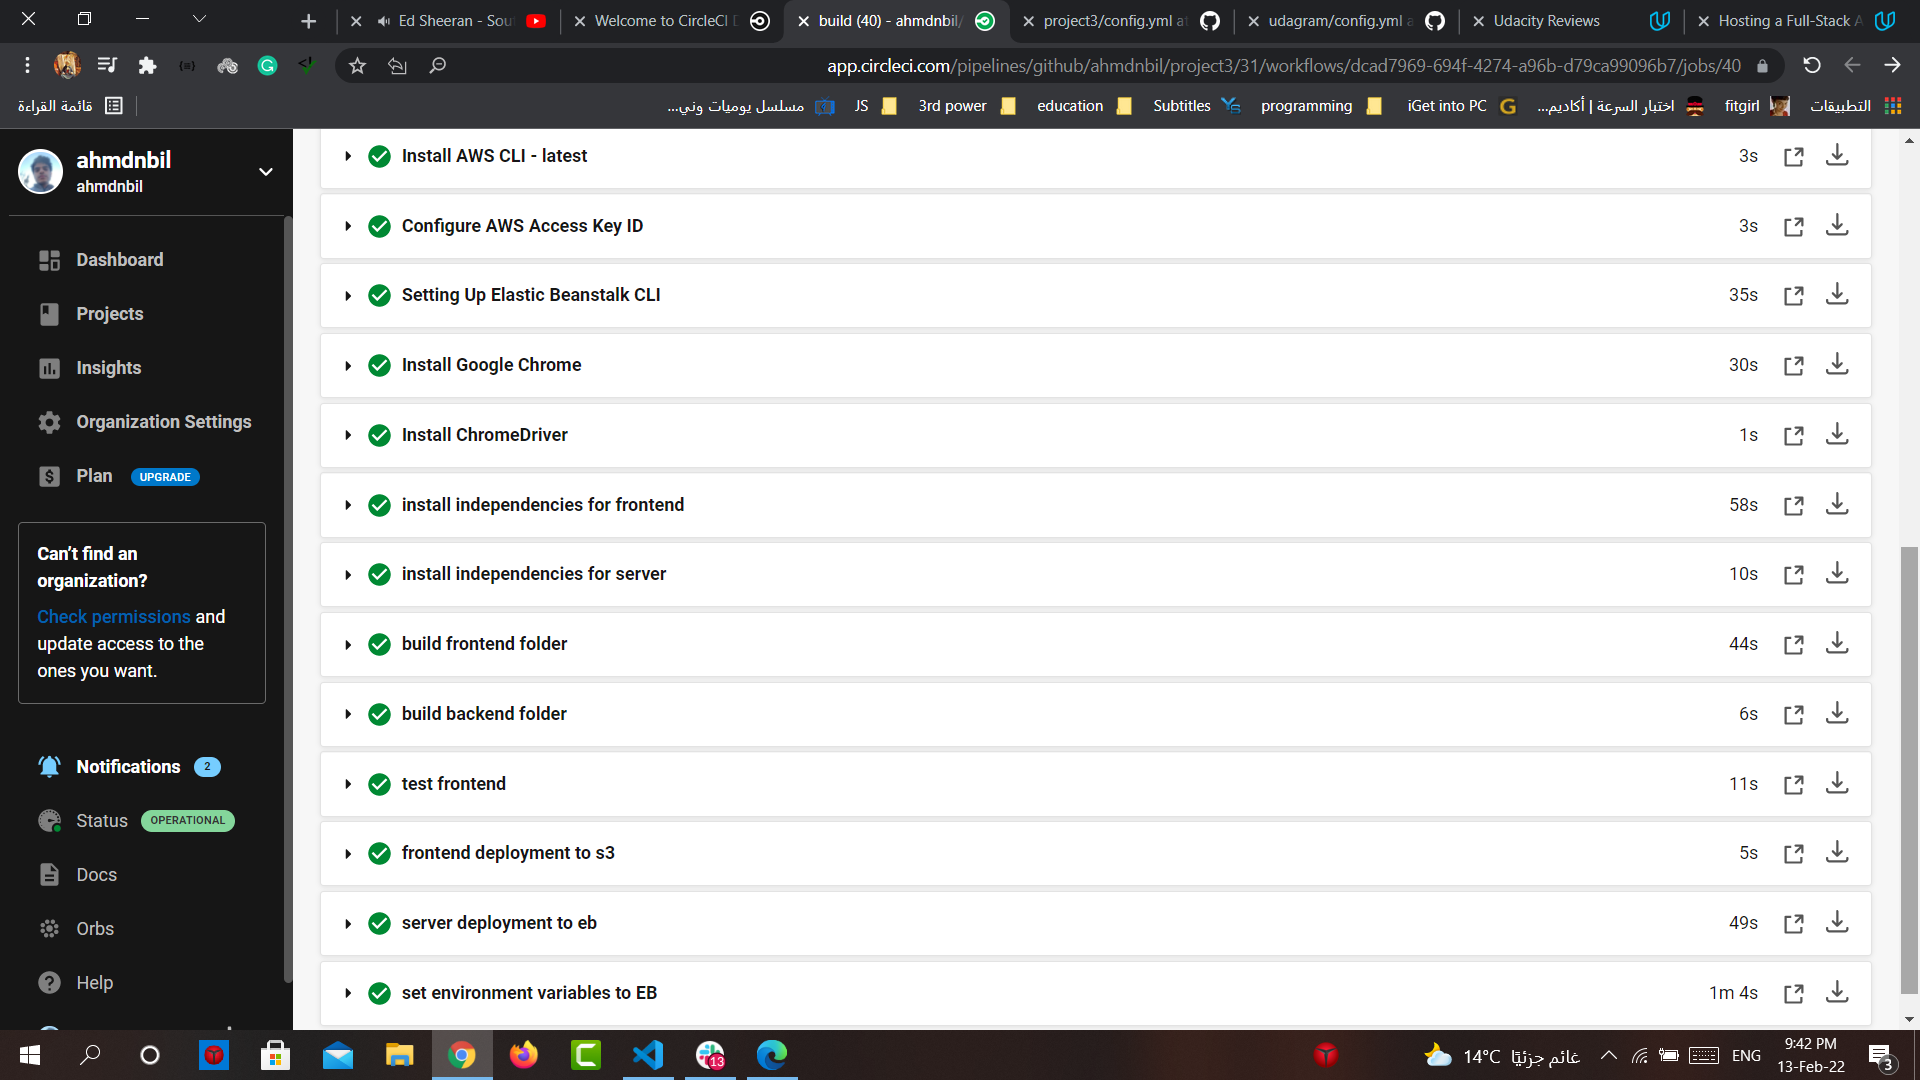 Ed Sheeran - Sou
Welcome to CircleCI D
build (40) - ahmdnbil/
project3/config.yml at
udagram/config.yml a
Udacity Reviews
Hosting a Full-Stack A
app.circleci.com/pipelines/github/ahmdnbil/project3/31/workflows/dcad7969-694f-4274-a96b-d79ca99096b7/jobs/40
قائمة القراءة
مسلسل يوميات وني...
JS
3rd power
education
Subtitles
programming
iGet into PC
اختبار السرعة | أكاديم...
fitgirl
التطبيقات
ahmdnbil
ahmdnbil
Dashboard
Projects
Insights
Organization Settings
Plan UPGRADE
Can't find an
organization?
Check permissions and
update access to the
ones you want.
Notifications 2
Status OPERATIONAL
Docs
Orbs
Help
Install AWS CLI - latest 3s
Configure AWS Access Key ID 3s
Setting Up Elastic Beanstalk CLI 35s
Install Google Chrome 30s
Install ChromeDriver 1s
install independencies for frontend 58s
install independencies for server 10s
build frontend folder 44s
build backend folder 6s
test frontend 11s
frontend deployment to s3 5s
server deployment to eb 49s
set environment variables to EB 1m 4s
13
14°C غائم جزئيًا
ENG
9:42 PM
13-Feb-22
3